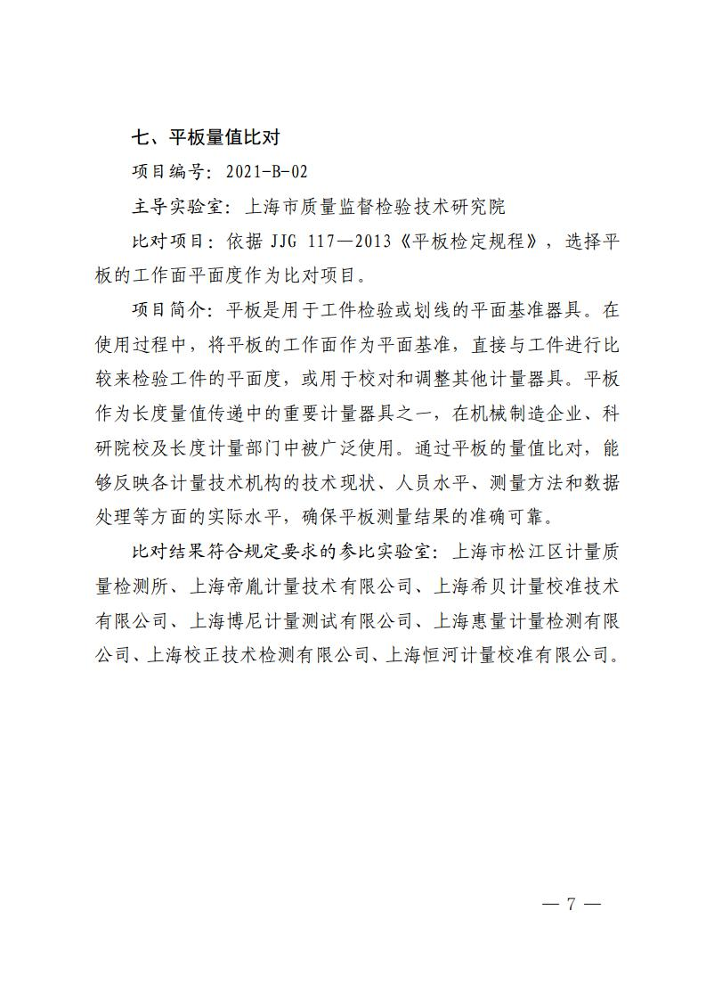 七、平板量值比对
项目编号：2021-B-02
主导实验室：上海市质量监督检验技术研究院
比对项目：依据 JJG 117—2013《平板检定规程》，选择平
板的工作面平面度作为比对项目。
项目简介：平板是用于工件检验或划线的平面基准器具。在
使用过程中，将平板的工作面作为平面基准，直接与工件进行比
较来检验工件的平面度，或用于校对和调整其他计量器具。平板
作为长度量值传递中的重要计量器具之一，在机械制造企业、科
研院校及长度计量部门中被广泛使用。通过平板的量值比对，能
够反映各计量技术机构的技术现状、人员水平、测量方法和数据
处理等方面的实际水平，确保平板测量结果的准确可靠。
比对结果符合规定要求的参比实验室：上海市松江区计量质
量检测所、上海帝胤计量技术有限公司、上海希贝计量校准技术
有限公司、上海博尼计量测试有限公司、上海惠量计量检测有限
公司、上海校正技术检测有限公司、上海恒河计量校准有限公司。
— 7 —